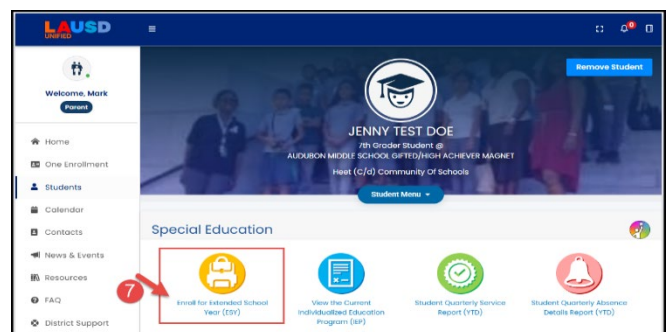 LAUSD
UNIFIED
Remove Student
Welcome, Mark
Parent
Home
One Enrollment
Students
Calendar
Contacts
News & Events
Resources
FAQ
District Support
JENNY TEST DOE
7th Grader Student @
AUDUBON MIDDLE SCHOOL GIFTED/HIGH ACHIEVER MAGNET
Heet (C/d) Community Of Schools
Student Menu
Special Education
7
Enroll for Extended School
Year (ESY)
View the Current
Individualized Education
Program (IEP)
Student Quarterly Service
Report (YTD)
Student Quarterly Absence
Details Report (YTD)